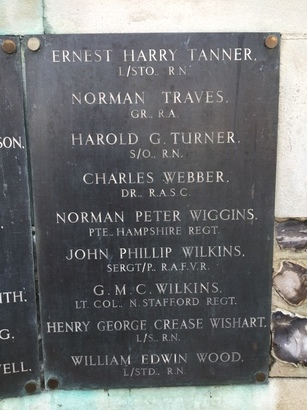 ERNEST HARRY TANNER,
L/STO., R.N.
NORMAN TRAVES,
GR., R.A.
HAROLD G. TURNER,
S/O., R.N.
CHARLES WEBBER,
DR., R.A.S.C.
NORMAN PETER WIGGINS,
PTE., HAMPSHIRE REGT.
JOHN PHILLIP WILKINS,
SERGT/P., R.A.F.V.R.
G.M.C. WILKINS,
LT. COL., N. STAFFORD REGT.
HENRY GEORGE CREASE WISHART,
L/S., R.N.
WILLIAM EDWIN WOOD,
L/STD., R.N.
SON,
ITH.
G.
WELL.